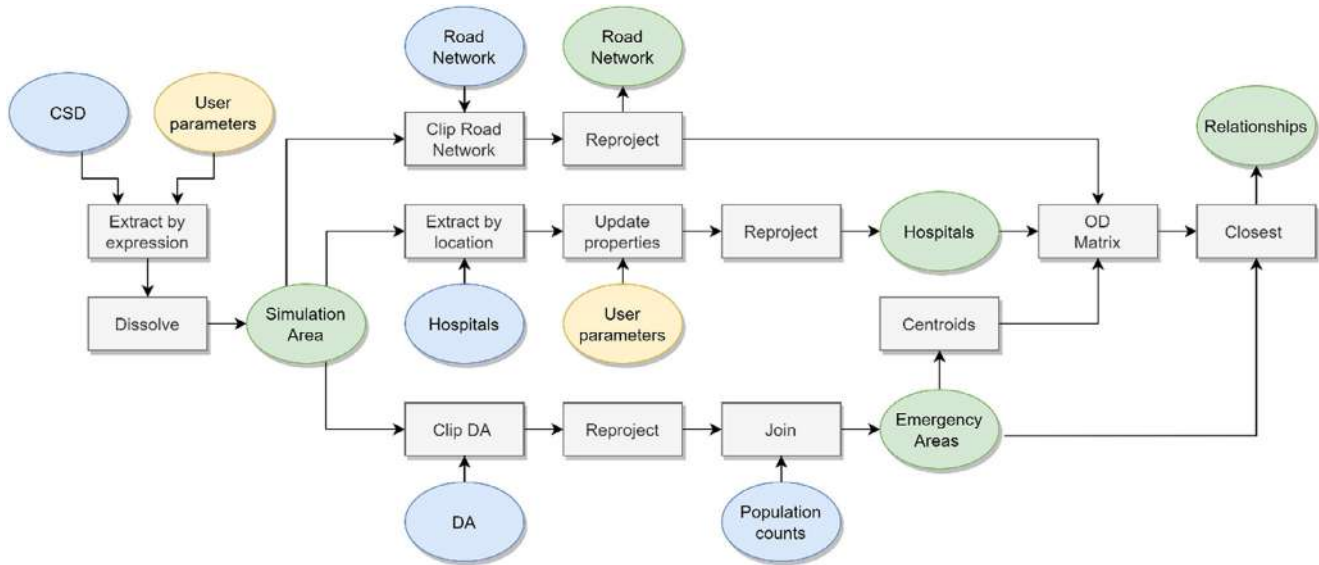 Road
Network
Road
Network
CSD
User
parameters
Relationships
Clip Road
Network
Reproject
Extract by
expression
Extract by
location
Update
properties
Reproject
Hospitals
OD
Matrix
Closest
Dissolve
Simulation
Area
Hospitals
User
parameters
Centroids
Clip DA
Reproject
Join
Emergency
Areas
DA
Population
counts